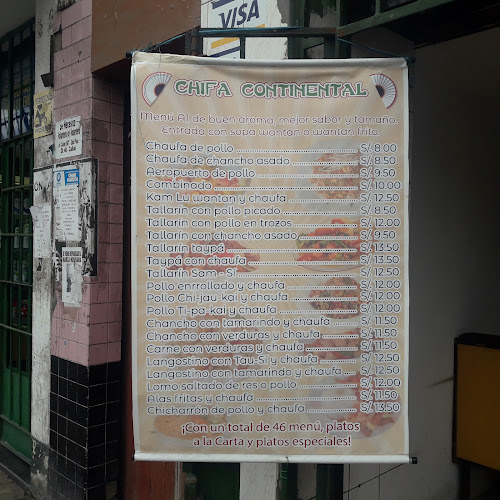 VISA
CHIFA CONTINENTAL
Menú A1 de buen aroma, mejor sabor y tamaño.
Entrada con sopa wantan o wantan frito.
Chaufa de pollo S/. 8.00
Chaufa de chancho asado S/. 8.50
Aeropuerto de pollo S/. 9.50
Combinado S/. 10.00
Kam Lu wantan y chaufa S/. 12.50
Tallarin con pollo picado S/. 8.50
Tallarin con pollo en trozos S/. 12.00
Tallarin con chancho asado S/. 9.50
Tallarin taypá S/. 13.50
Taypá con chaufa S/. 13.50
Tallarin Sam-Si S/. 12.50
Pollo enrrollado y chaufa S/. 12.00
Pollo Chi-jau-kai y chaufa S/. 12.00
Pollo Ti-pa-kai y chaufa S/. 12.00
Chancho con tamarindo y chaufa S/. 11.50
Chancho con verduras y chaufa S/. 11.50
Carne con verduras y chaufa S/. 11.50
Langostino con Tau-Si y chaufa S/. 12.50
Langostino con tamarindo y chaufa S/. 12.50
Lomo saltado de res o pollo S/. 12.00
Alas fritas y chaufa S/. 11.50
Chicharrón de pollo y chaufa S/. 13.50
¡Con un total de 46 menú, platos
a la Carta y platos especiales!